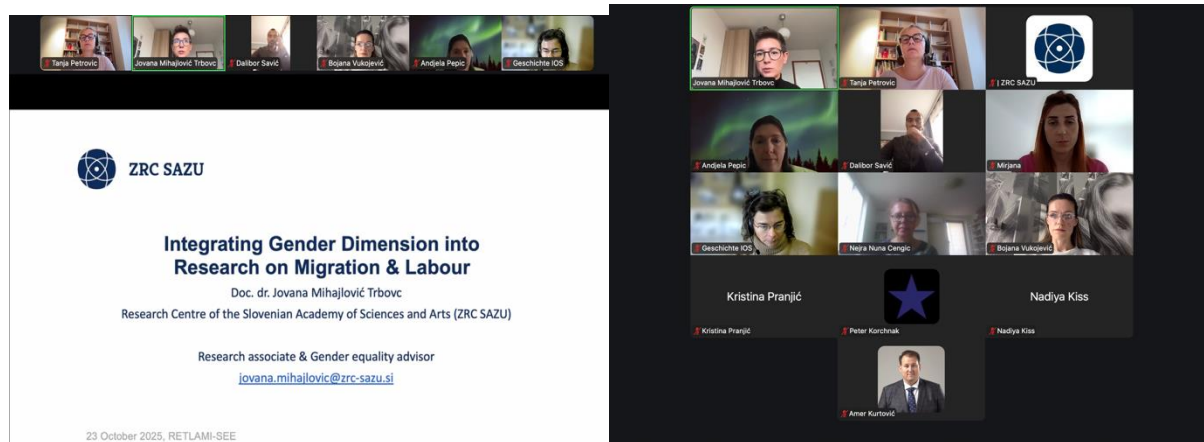 Tanja Petrovic
Jovana Mihajlović Trbovc
Dalibor Savić
Bojana Vukojević
Andjela Pepic
Geschichte IOS
ZRC SAZU
Integrating Gender Dimension into
Research on Migration & Labour
Doc. dr. Jovana Mihajlović Trbovc
Research Centre of the Slovenian Academy of Sciences and Arts (ZRC SAZU)
Research associate & Gender equality advisor
jovana.mihajlovic@zrc-sazu.si
23 October 2025, RETLAMI-SEE
Jovana Mihajlović Trbovc
Tanja Petrovic
| ZRC SAZU
Andjela Pepic
Dalibor Savić
Mirjana
Geschichte IOS
Nejra Nuna Cengic
Bojana Vukojević
Kristina Pranjić
Nadiya Kiss
Kristina Pranjić
Peter Korchnak
Nadiya Kiss
Amer Kurtović